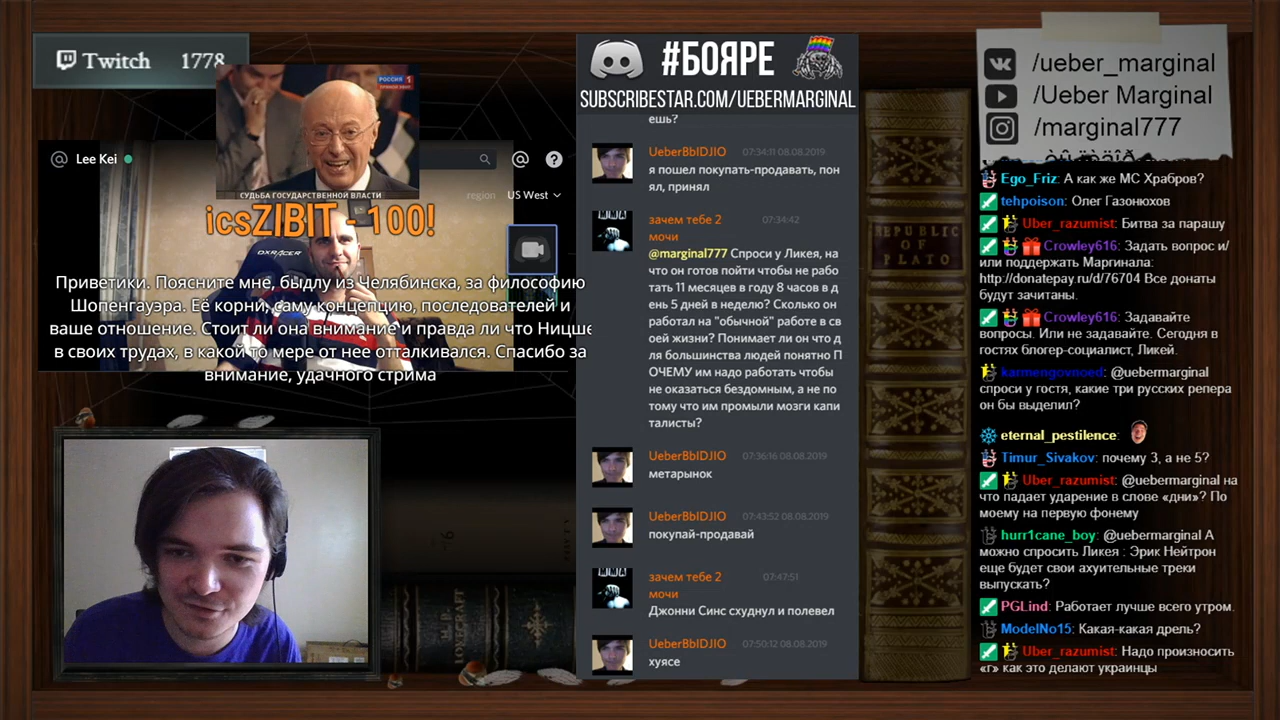 Twitch 1778
РОССИЯ 1
СУДЬБА ГОСУДАРСТВЕННОЙ ВЛАСТИ
Lee Kei
region
US West
icsZIBIT - 100!
DXRACER
Приветики. Поясните мне, быдлу из Челябинска, за философию
Шопенгауэра. Её корни, саму концепцию, последователей и
ваше отношение. Стоит ли она внимание и правда ли что Ницше
в своих трудах, в какой то мере от нее отталкивался. Спасибо за
внимание, удачного стрима
H.P.
LOVECRAFT
#БОЯРЕ
SUBSCRIBESTAR.COM/UEBERMARGINAL
ешь?
UeberBbIDJIO 07:34:11 08.08.2019
я пошел покупать-продавать, пон
ял, принял
зачем тебе 2 07:34:42
мочи
@marginal777 Спроси у Ликея, на
что он готов пойти чтобы не рабо
тать 11 месяцев в году 8 часов в д
ень 5 дней в неделю? Сколько он
работал на "обычной" работе в св
оей жизни? Понимает ли он что д
ля большинства людей понятно П
ОЧЕМУ им надо работать чтобы
не оказаться бездомным, а не по
тому что им промыли мозги капи
талисты?
UeberBbIDJIO 07:36:16 08.08.2019
метарынок
UeberBbIDJIO 07:43:52 08.08.2019
покупай-продавай
зачем тебе 2 07:47:51
мочи
Джонни Синс схуднул и полевел
UeberBbIDJIO 07:50:12 08.08.2019
хуясе
REPUBLIC
OF
PLATO
/ueber_marginal
/Ueber Marginal
/marginal777
Ego_Friz: А как же МС Храбров?
tehpoison: Олег Газонюхов
Uber_razumist: Битва за парашу
Crowley616: Задать вопрос и/
или поддержать Маргинала:
http://donatepay.ru/d/76704 Все донаты
будут зачитаны.
Crowley616: Задавайте
вопросы. Или не задавайте. Сегодня в
гостях блогер-социалист, Ликей.
karmengovnoed: @uebermarginal
спроси у гостя, какие три русских репера
он бы выделил?
eternal_pestilence:
Timur_Sivakov: почему 3, а не 5?
Uber_razumist: @uebermarginal на
что падает ударение в слове «дни»? По
моему на первую фонему
hurr1cane_boy: @uebermarginal А
можно спросить Ликея : Эрик Нейтрон
еще будет свои ахуительные треки
выпускать?
PGLind: Работает лучше всего утром.
ModelNo15: Какая-какая дрель?
Uber_razumist: Надо произносить
«г» как это делают украинцы